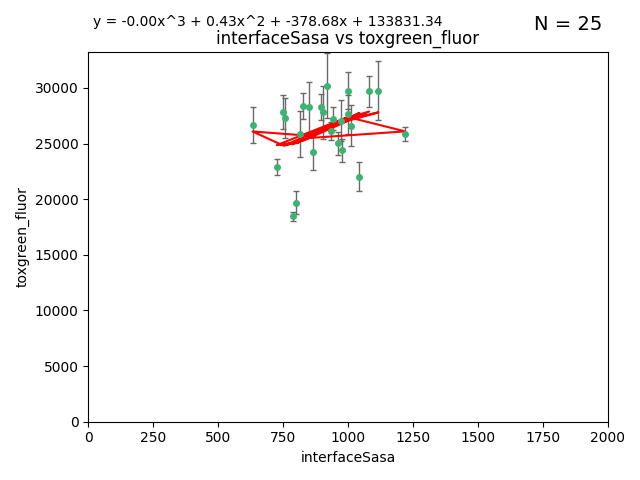 y = -0.00x^3 + 0.43x^2 + -378.68x + 133831.34
N = 25
interfaceSasa vs toxgreen_fluor
30000
25000
20000
15000
10000
5000
0
toxgreen_fluor
0 250 500 750 1000 1250 1500 1750 2000
interfaceSasa